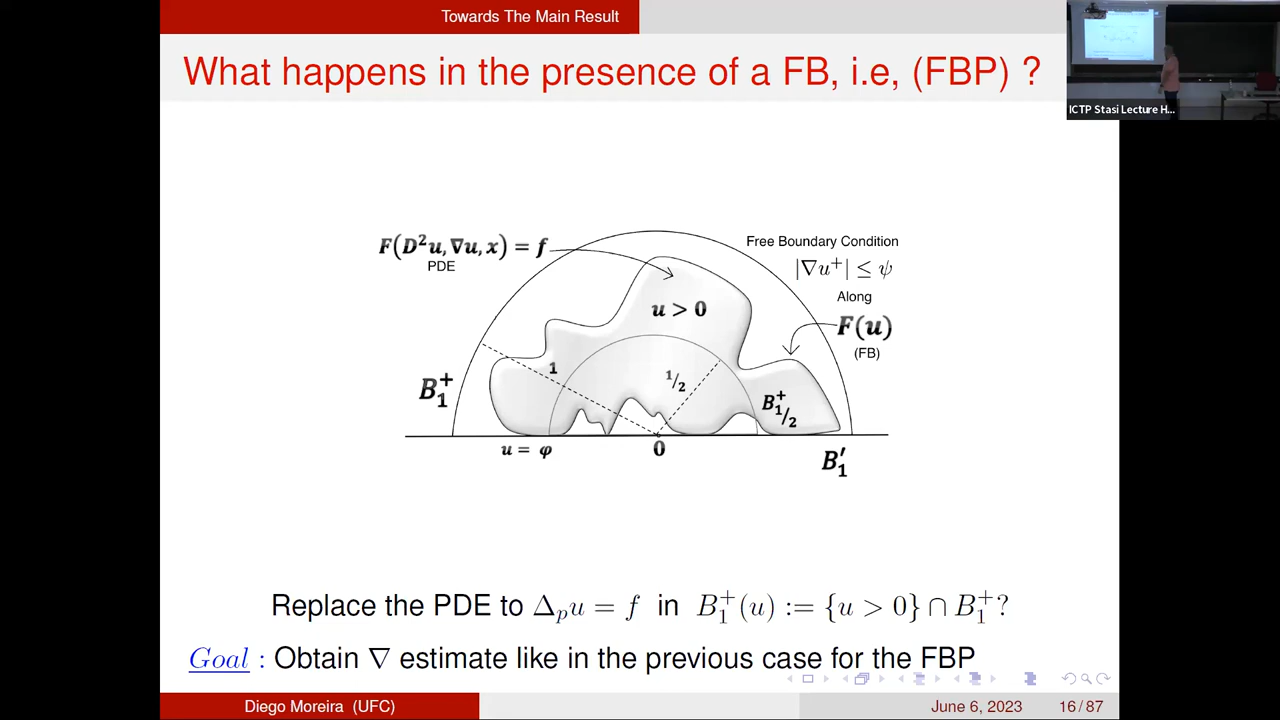 Towards The Main Result
What happens in the presence of a FB, i.e, (FBP) ?
ICTP Stasi Lecture H...
F(D²u, ∇u, x) = f
PDE
Free Boundary Condition
|∇u⁺| ≤ ψ
Along
F(u)
(FB)
u > 0
1
1/2
B₁⁺
B⁺₁/₂
u = φ
0
B₁′
Replace the PDE to Δₚu = f in B₁⁺(u) := {u > 0} ∩ B₁⁺?
Goal : Obtain ∇ estimate like in the previous case for the FBP
Diego Moreira (UFC)
June 6, 2023
16/87